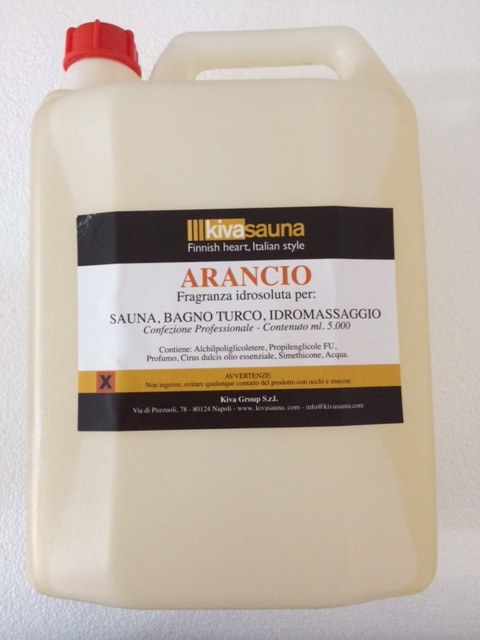 kivasauna
Finnish heart, Italian style
ARANCIO
Fragranza idrosoluta per:
SAUNA, BAGNO TURCO, IDROMASSAGGIO
Confezione Professionale - Contenuto ml. 5.000
Contiene: Alchilpoliglicoletere, Propilenglicole FU,
Profumo, Cirus dulcis olio essenziale, Simethicone, Acqua.
X
AVVERTENZE:
Non ingerire, evitare qualunque contatto del prodotto con occhi e mucose
Kiva Group S.r.l.
Via di Pozzuoli, 78 - 80124 Napoli - www. kivasauna. com - info@kivasauna.com